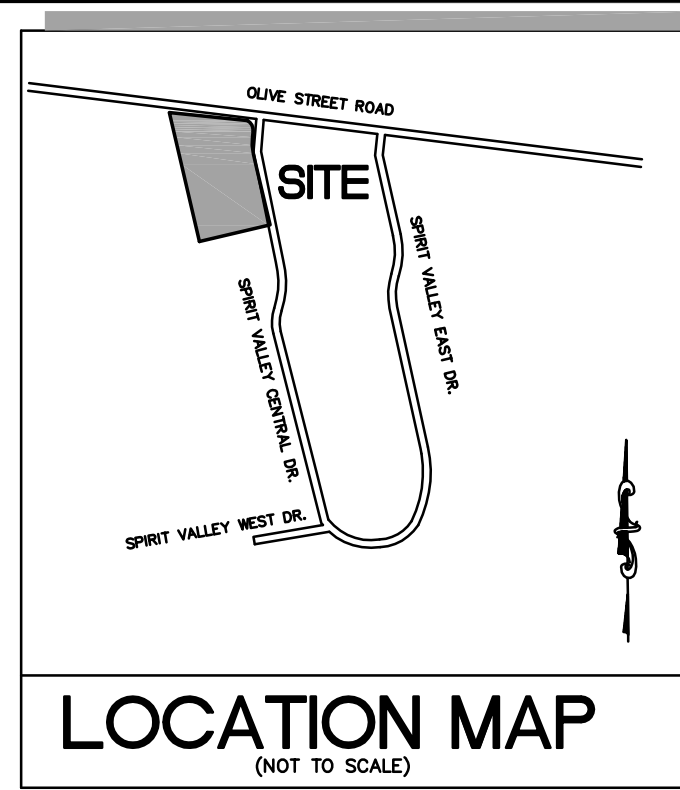 OLIVE STREET ROAD
SITE
SPIRIT VALLEY EAST DR.
SPIRIT VALLEY CENTRAL DR.
SPIRIT VALLEY WEST DR.
LOCATION MAP
(NOT TO SCALE)